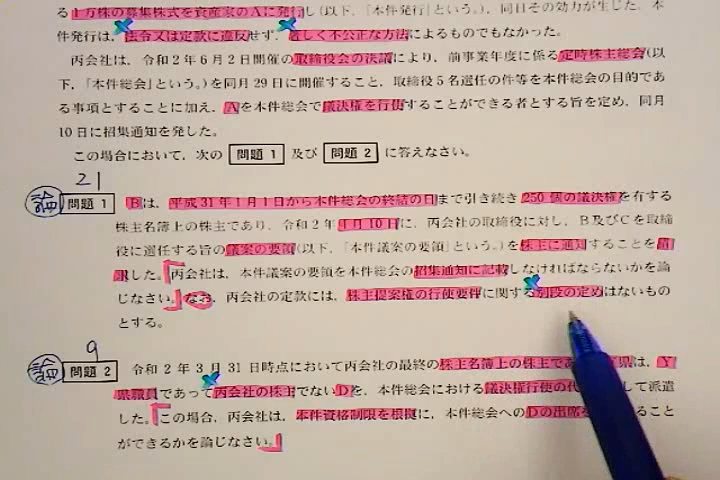 る１万株の募集株式を資産家のＡに発行し（以下，「本件発行」という。），同日その効力が生じた。本
件発行は，法令又は定款に違反せず，著しく不公正な方法によるものでもなかった。
丙会社は，令和２年６月２日開催の取締役会の決議により，前事業年度に係る定時株主総会（以
下，「本件総会」という。）を同月29日に開催すること，取締役５名選任の件等を本件総会の目的であ
る事項とすることに加え，Ａを本件総会で議決権を行使することができる者とする旨を定め，同月
10日に招集通知を発した。
この場合において，次の 問題１ 及び 問題２ に答えなさい。
21
論 問題１ Ｂは，平成31年１月１日から本件総会の終結の日まで引き続き250個の議決権を有する
株主名簿上の株主であり，令和２年４月10日に，丙会社の取締役に対し，Ｂ及びＣを取締
役に選任する旨の議案の要領（以下，「本件議案の要領」という。）を株主に通知することを請
求した。「丙会社は，本件議案の要領を本件総会の招集通知に記載しなければならないかを論
じなさい。」なお，丙会社の定款には，株主提案権の行使要件に関する別段の定めはないもの
とする。
9
論 問題２ 令和２年３月31日時点において丙会社の最終の株主名簿上の株主であ 県は，Ｙ
県職員であって丙会社の株主でないＤを，本件総会における議決権行使の代 して派遣
した。「この場合，丙会社は，本件資格制限を根拠に，本件総会へのＤの出席を ること
ができるかを論じなさい。」